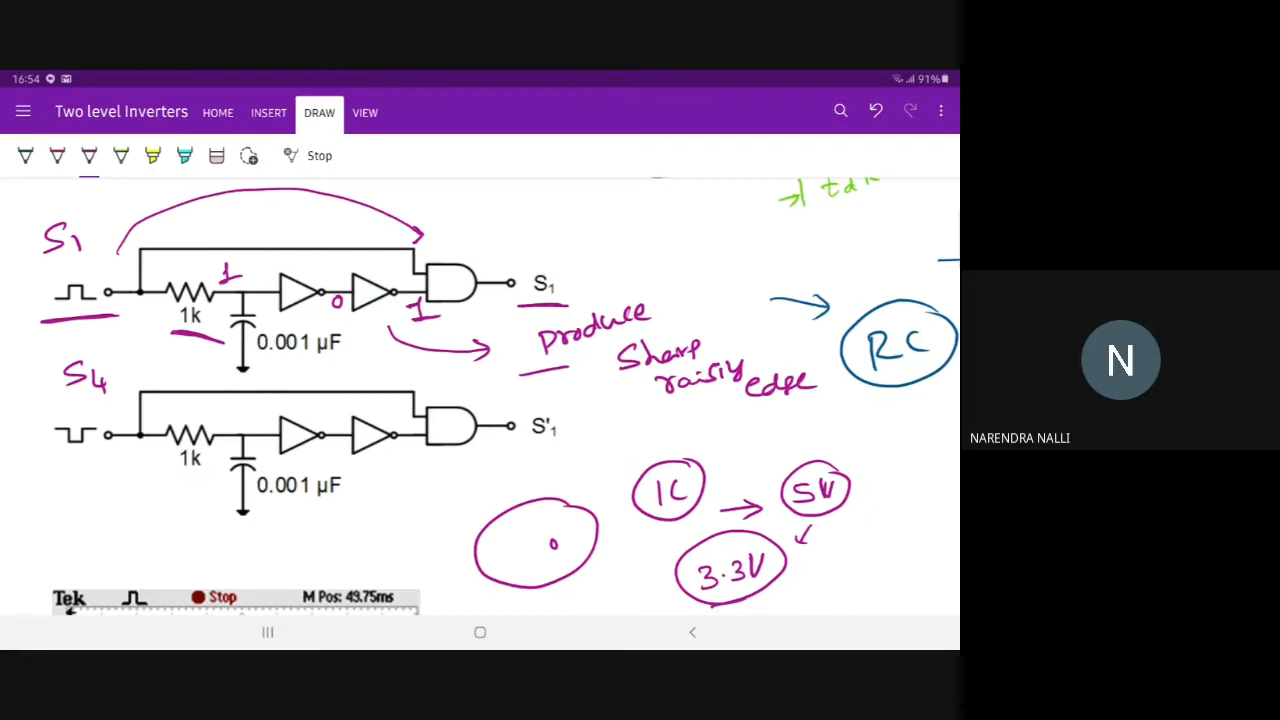 16:54 91%
Two level Inverters HOME INSERT DRAW VIEW
Stop
S1
1
0
1
1k
0.001 µF
S1
Produce
Sharp
raisiy
edge
RC
S4
1k
0.001 µF
S'1
IC
5V
3.3V
0
Tek Stop M Pos: 43.75ms
N
NARENDRA NALLI